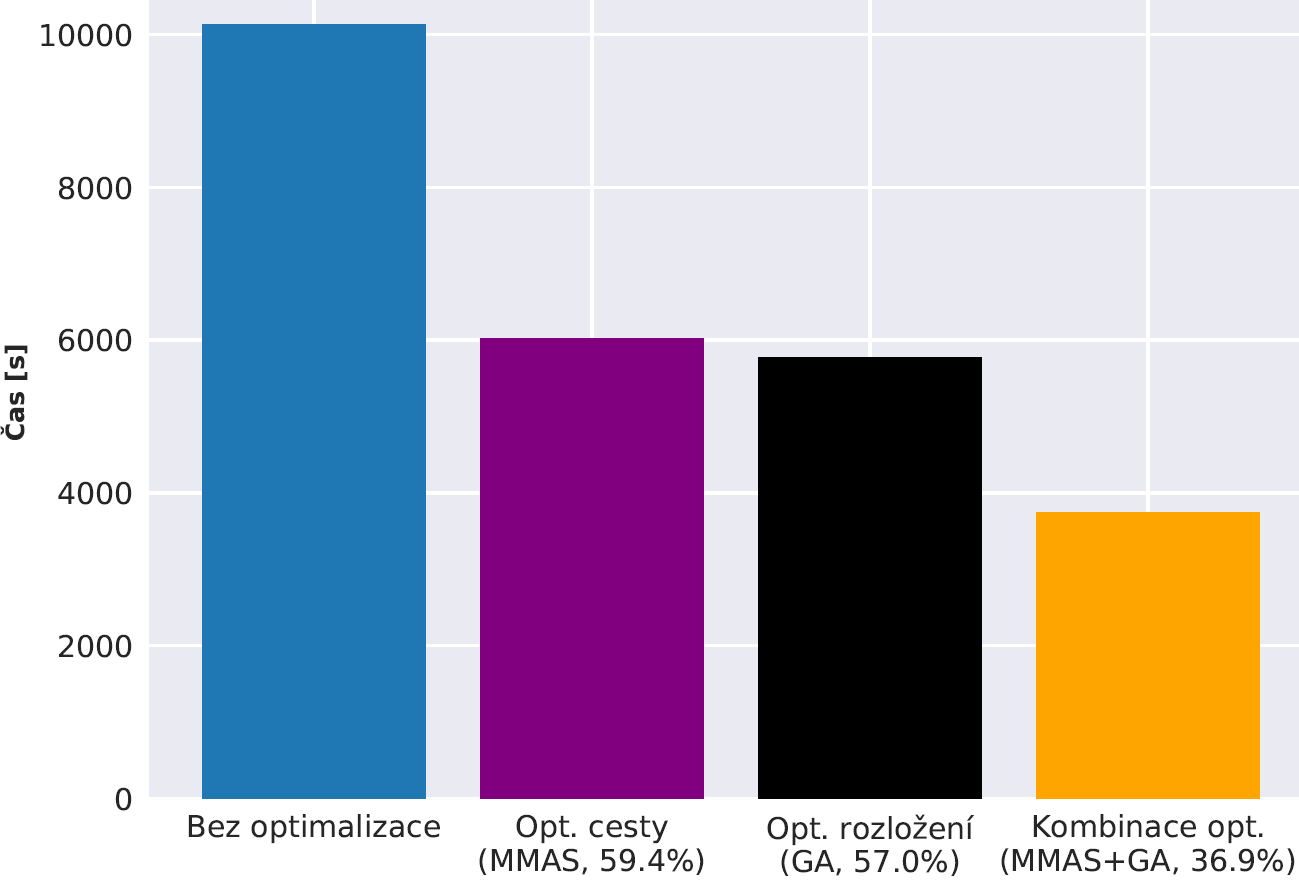 10000
8000
6000
4000
2000
0
Čas [s]
Bez optimalizace
Opt. cesty
(MMAS, 59.4%)
Opt. rozložení
(GA, 57.0%)
Kombinace opt.
(MMAS+GA, 36.9%)